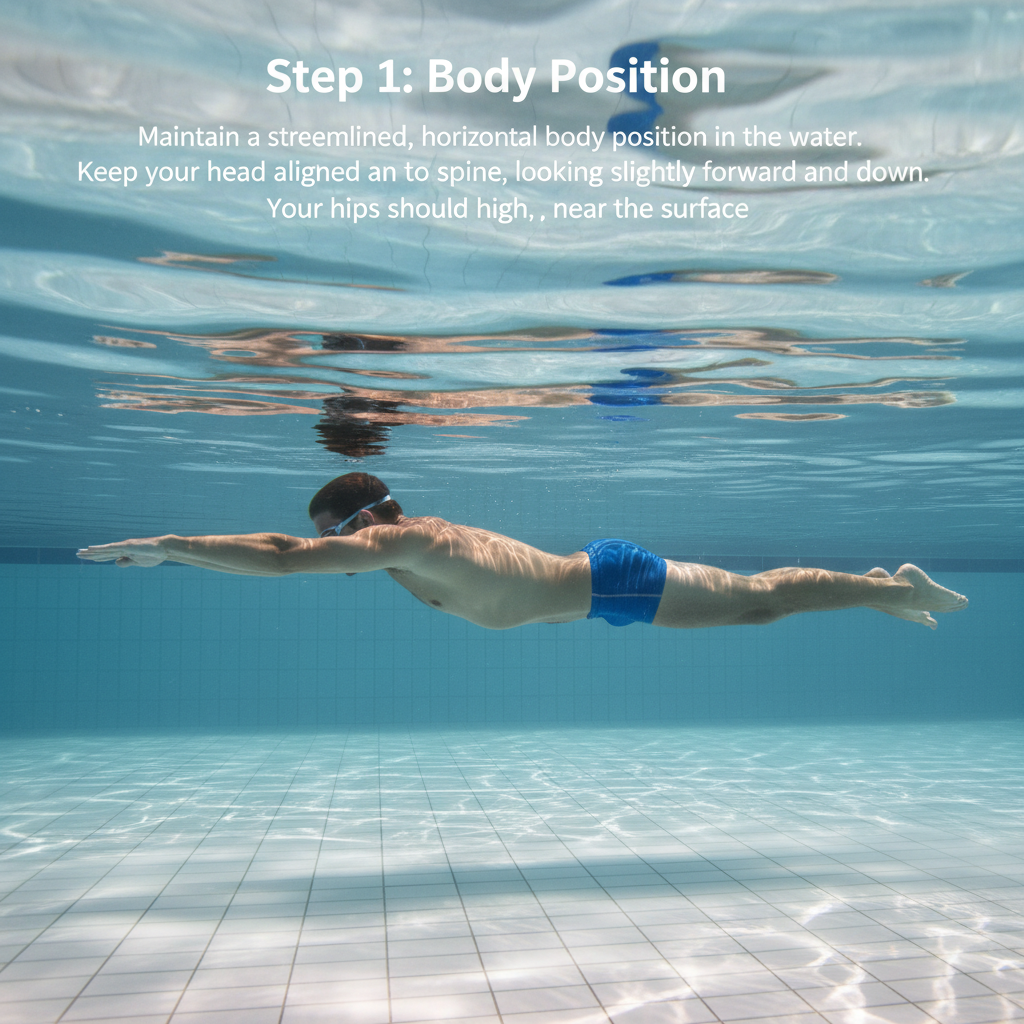 Step 1: Body Position
Maintain a streemlined, horizontal body position in the water.
Keep your head aligned an to spine, looking slightly forward and down.
Your hips should high, , near the surface